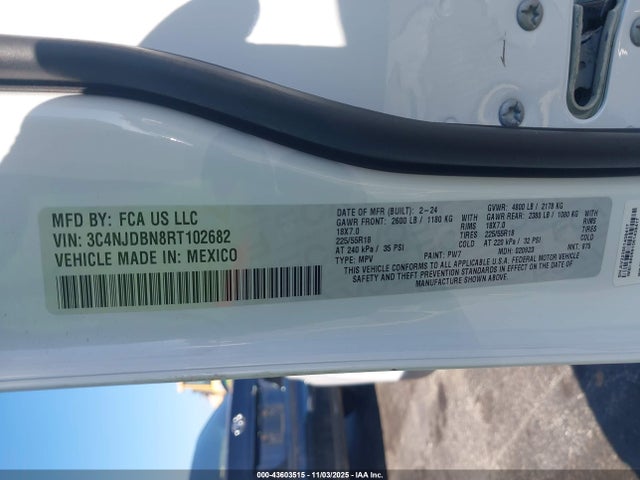 MFD BY: FCA US LLC
VIN: 3C4NJDBN8RT102682
VEHICLE MADE IN: MEXICO
DATE OF MFR (BUILT) 2-24
GAWR FRONT: 2600 LB / 1180 KG
18X7.0
225/55R18
AT 240 kPa / 35 PSI
TYPE: MPV
GVWR: 4800 LB / 2178 KG
GAWR REAR: 2380 LB / 1080 KG
18X7.0 RIMS
225/55R18 TIRES
AT 220 kPa / 32 PSI COLD
PAINT: PW7 MDH: 020923
VEHICLE CONFORMS TO ALL APPLICABLE U.S.A. FEDERAL MOTOR VEHICLE
SAFETY AND THEFT PREVENTION STANDARDS IN EFFECT ON THE DATE OF
MANUFACTURE SHOWN ABOVE.
000-43603515 - 11/03/2025 - IAA Inc.